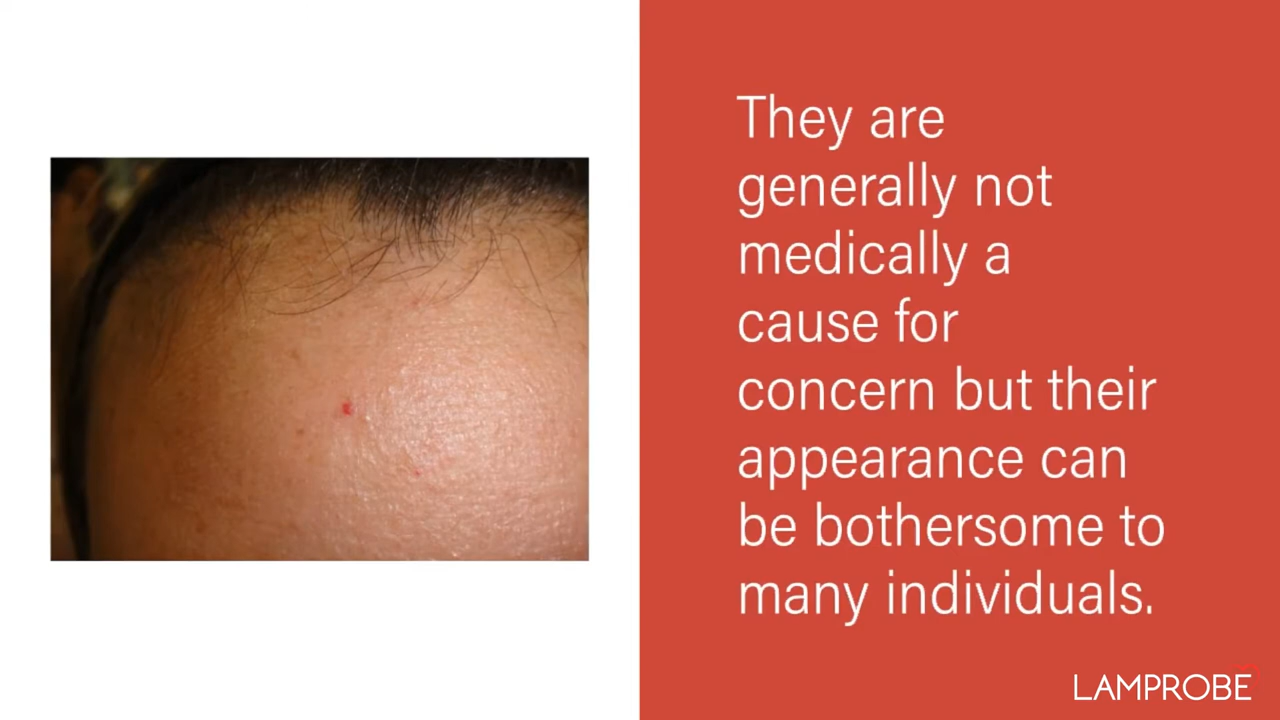 They are
generally not
medically a
cause for
concern but their
appearance can
be bothersome to
many individuals.
LAMPROBE